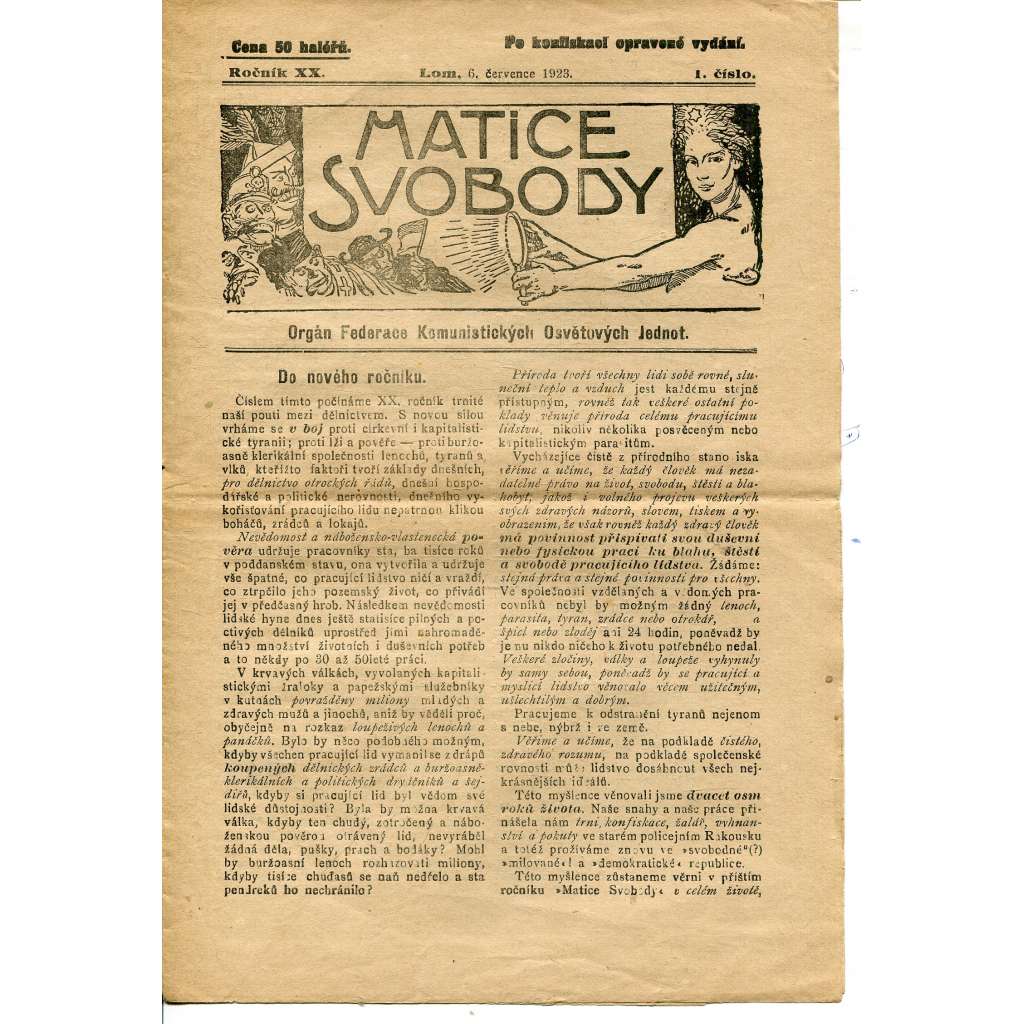 Cena 50 haléřů.
Po konfiskaci opravené vydání.
Ročník XX.
Lom, 6. července 1923.
1. číslo.
MATICE
SVOBODY
Orgán Federace Komunistických Osvětových Jednot.
Do nového ročníku.
Číslem tímto počínáme XX. ročník trnité
naší pouti mezi dělnictvem. S novou silou
vrháme se v boj proti církevní i kapitalisti-
cké tyranii; proti lži a pověře — proti buržo-
asně klerikální společnosti lenochů, tyranů a
vlků, kteřížto faktoři tvoří základy dnešních,
pro dělnictvo otrockých řádů, dnešní hospo-
dářské a politické nerovnosti, dnešního vy-
kořisťování pracujícího lidu nepatrnou klikou
boháčů, zrádců a lokajů.
Nevědomost a nábožensko-vlastenecká po-
věra udržuje pracovníky sta, ba tisíce roků
v poddanském stavu, ona vytvořila a udržuje
vše špatné, co pracující lidstvo ničí a vraždí,
co ztrpčilo jeho pozemský život, co přivádí
jej v předčasný hrob. Následkem nevědomosti
lidské hyne dnes ještě statisíce pilných a po-
ctivých dělníků uprostřed jimi nahromadě-
ného množství životních i duševních potřeb
a to někdy po 30 až 50leté práci.
V krvavých válkách, vyvolaných kapitali-
stickými žraloky a papežskými služebníky
v kutnách povražděny miliony mladých a
zdravých mužů a jinochů, aniž by věděli proč,
obyčejně na rozkaz loupeživých lenochů a
panáčků. Bylo by něco podobného možným,
kdyby všechen pracující lid vymanil se z drápů
koupených dělnických zrádců a buržoasně-
klerikálních a politických dryáčníků a šej-
dířů, kdyby si pracující lid byl vědom své
lidské důstojnosti? Byla by možna krvavá
válka, kdyby ten chudý, zotročený a nábo-
ženskou pověrou otrávený lid, nevyráběl
žádná děla, pušky, prach a bodáky? Mohl
by buržoasní lenoch rozhazovati miliony,
kdyby tisíce chuďasů se naň nedřelo a sta
pendreků ho nechránilo?
Příroda tvoří všechny lidi sobě rovné, slu-
neční teplo a vzduch jest každému stejně
přístupným, rovněž tak veškeré ostatní po-
klady věnuje příroda celému pracujícímu
lidstvu, nikoliv několika posvěceným nebo
kapitalistickým parasitům.
Vycházejíce čistě z přírodního stano iska
věříme a učíme, že každý člověk má neza-
datelné právo na život, svobodu, štěstí a bla-
hobyt, jakož i volného projevu veškerých
svých zdravých názorů, slovem, tiskem a vy-
obrazením, že však rovněž každý zdravý člověk
má povinnost přispívati svou duševní
nebo fysickou prací ku blahu, štěstí
a svobodě pracujícího lidstva. Žádáme:
stejná práva a stejné povinnosti pro všechny.
Ve společnosti vzdělaných a vědomých pra-
covníků nebyl by možným žádný lenoch,
parasita, tyran, zrádce nebo otrokář, a
špicl nebo zloděj ani 24 hodin, poněvadž by
jemu nikdo ničeho k životu potřebného nedal.
Veškeré zločiny, války a loupeže vyhynuly
by samy sebou, poněvadž by se pracující a
myslící lidstvo věnovalo věcem užitečným,
ušlechtilým a dobrým.
Pracujeme k odstranění tyranů nejenom
s nebe, nýbrž i ze země.
Věříme a učíme, že na podkladě čistého,
zdravého rozumu, na podkladě společenské
rovnosti může lidstvo dosáhnout všech nej-
krásnějších ideálů.
Této myšlence věnovali jsme dvacet osm
roků života. Naše snahy a naše práce při-
nášela nám trní, konfiskace, žalář, vyhnan-
ství a pokuty ve starém policejním Rakousku
a totéž prožíváme znovu ve »svobodné«(?)
»milované«! a »demokratické« republice.
Této myšlence zůstaneme věrni v příštím
ročníku »Matice Svobody« v celém životě,